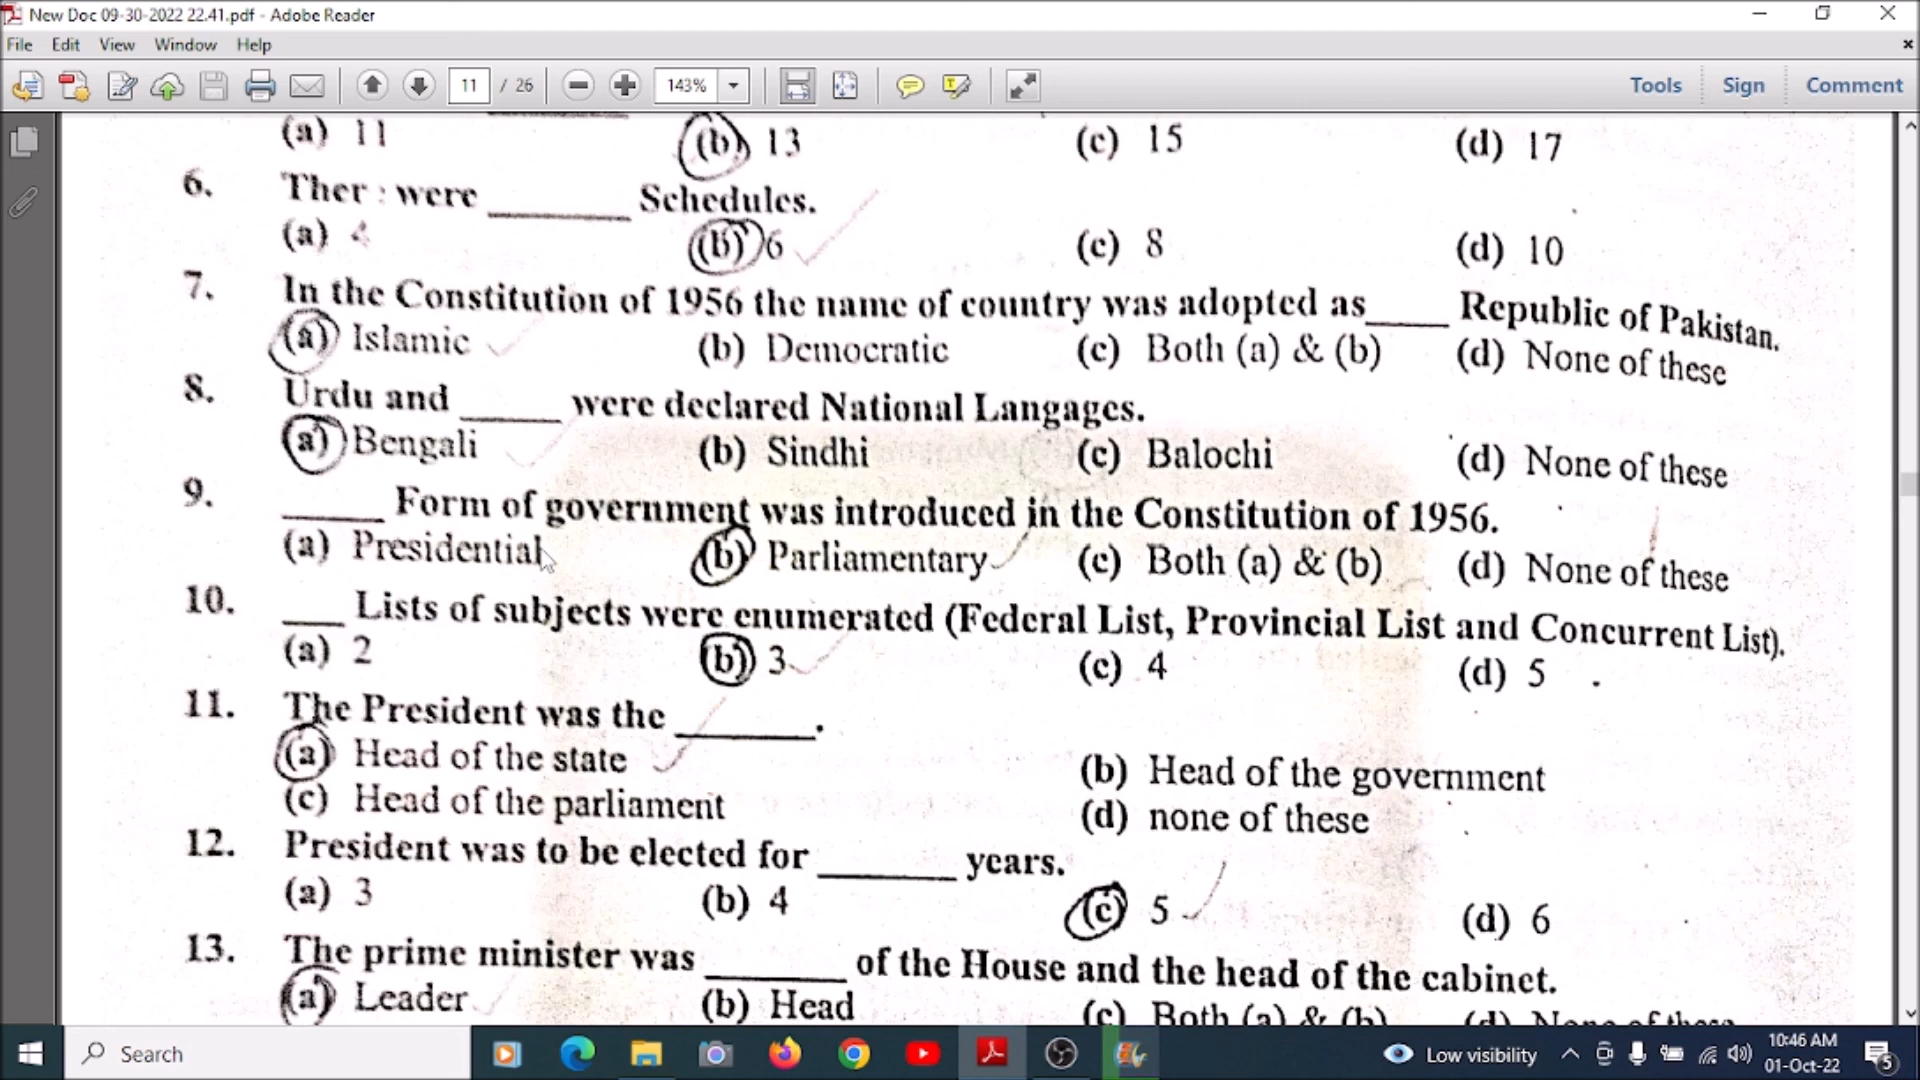 New Doc 09-30-2022 22.41.pdf - Adobe Reader
File Edit View Window Help
11 / 26 143% Tools Sign Comment
(a) 11 (b) 13 (c) 15 (d) 17
6. Ther : were ______ Schedules.
(a) 4 (b) 6 (c) 8 (d) 10
7. In the Constitution of 1956 the name of country was adopted as____ Republic of Pakistan.
(a) Islamic (b) Democratic (c) Both (a) & (b) (d) None of these
8. Urdu and _____ were declared National Langages.
(a) Bengali (b) Sindhi (c) Balochi (d) None of these
9. _____ Form of government was introduced in the Constitution of 1956.
(a) Presidential (b) Parliamentary (c) Both (a) & (b) (d) None of these
10. ___ Lists of subjects were enumerated (Federal List, Provincial List and Concurrent List).
(a) 2 (b) 3 (c) 4 (d) 5
11. The President was the _______.
(a) Head of the state (b) Head of the government
(c) Head of the parliament (d) none of these
12. President was to be elected for _______ years.
(a) 3 (b) 4 (c) 5 (d) 6
13. The prime minister was _______ of the House and the head of the cabinet.
(a) Leader (b) Head (c) Both (a) & (b) (d) None of these
Search Low visibility 10:46 AM
01-Oct-22 5